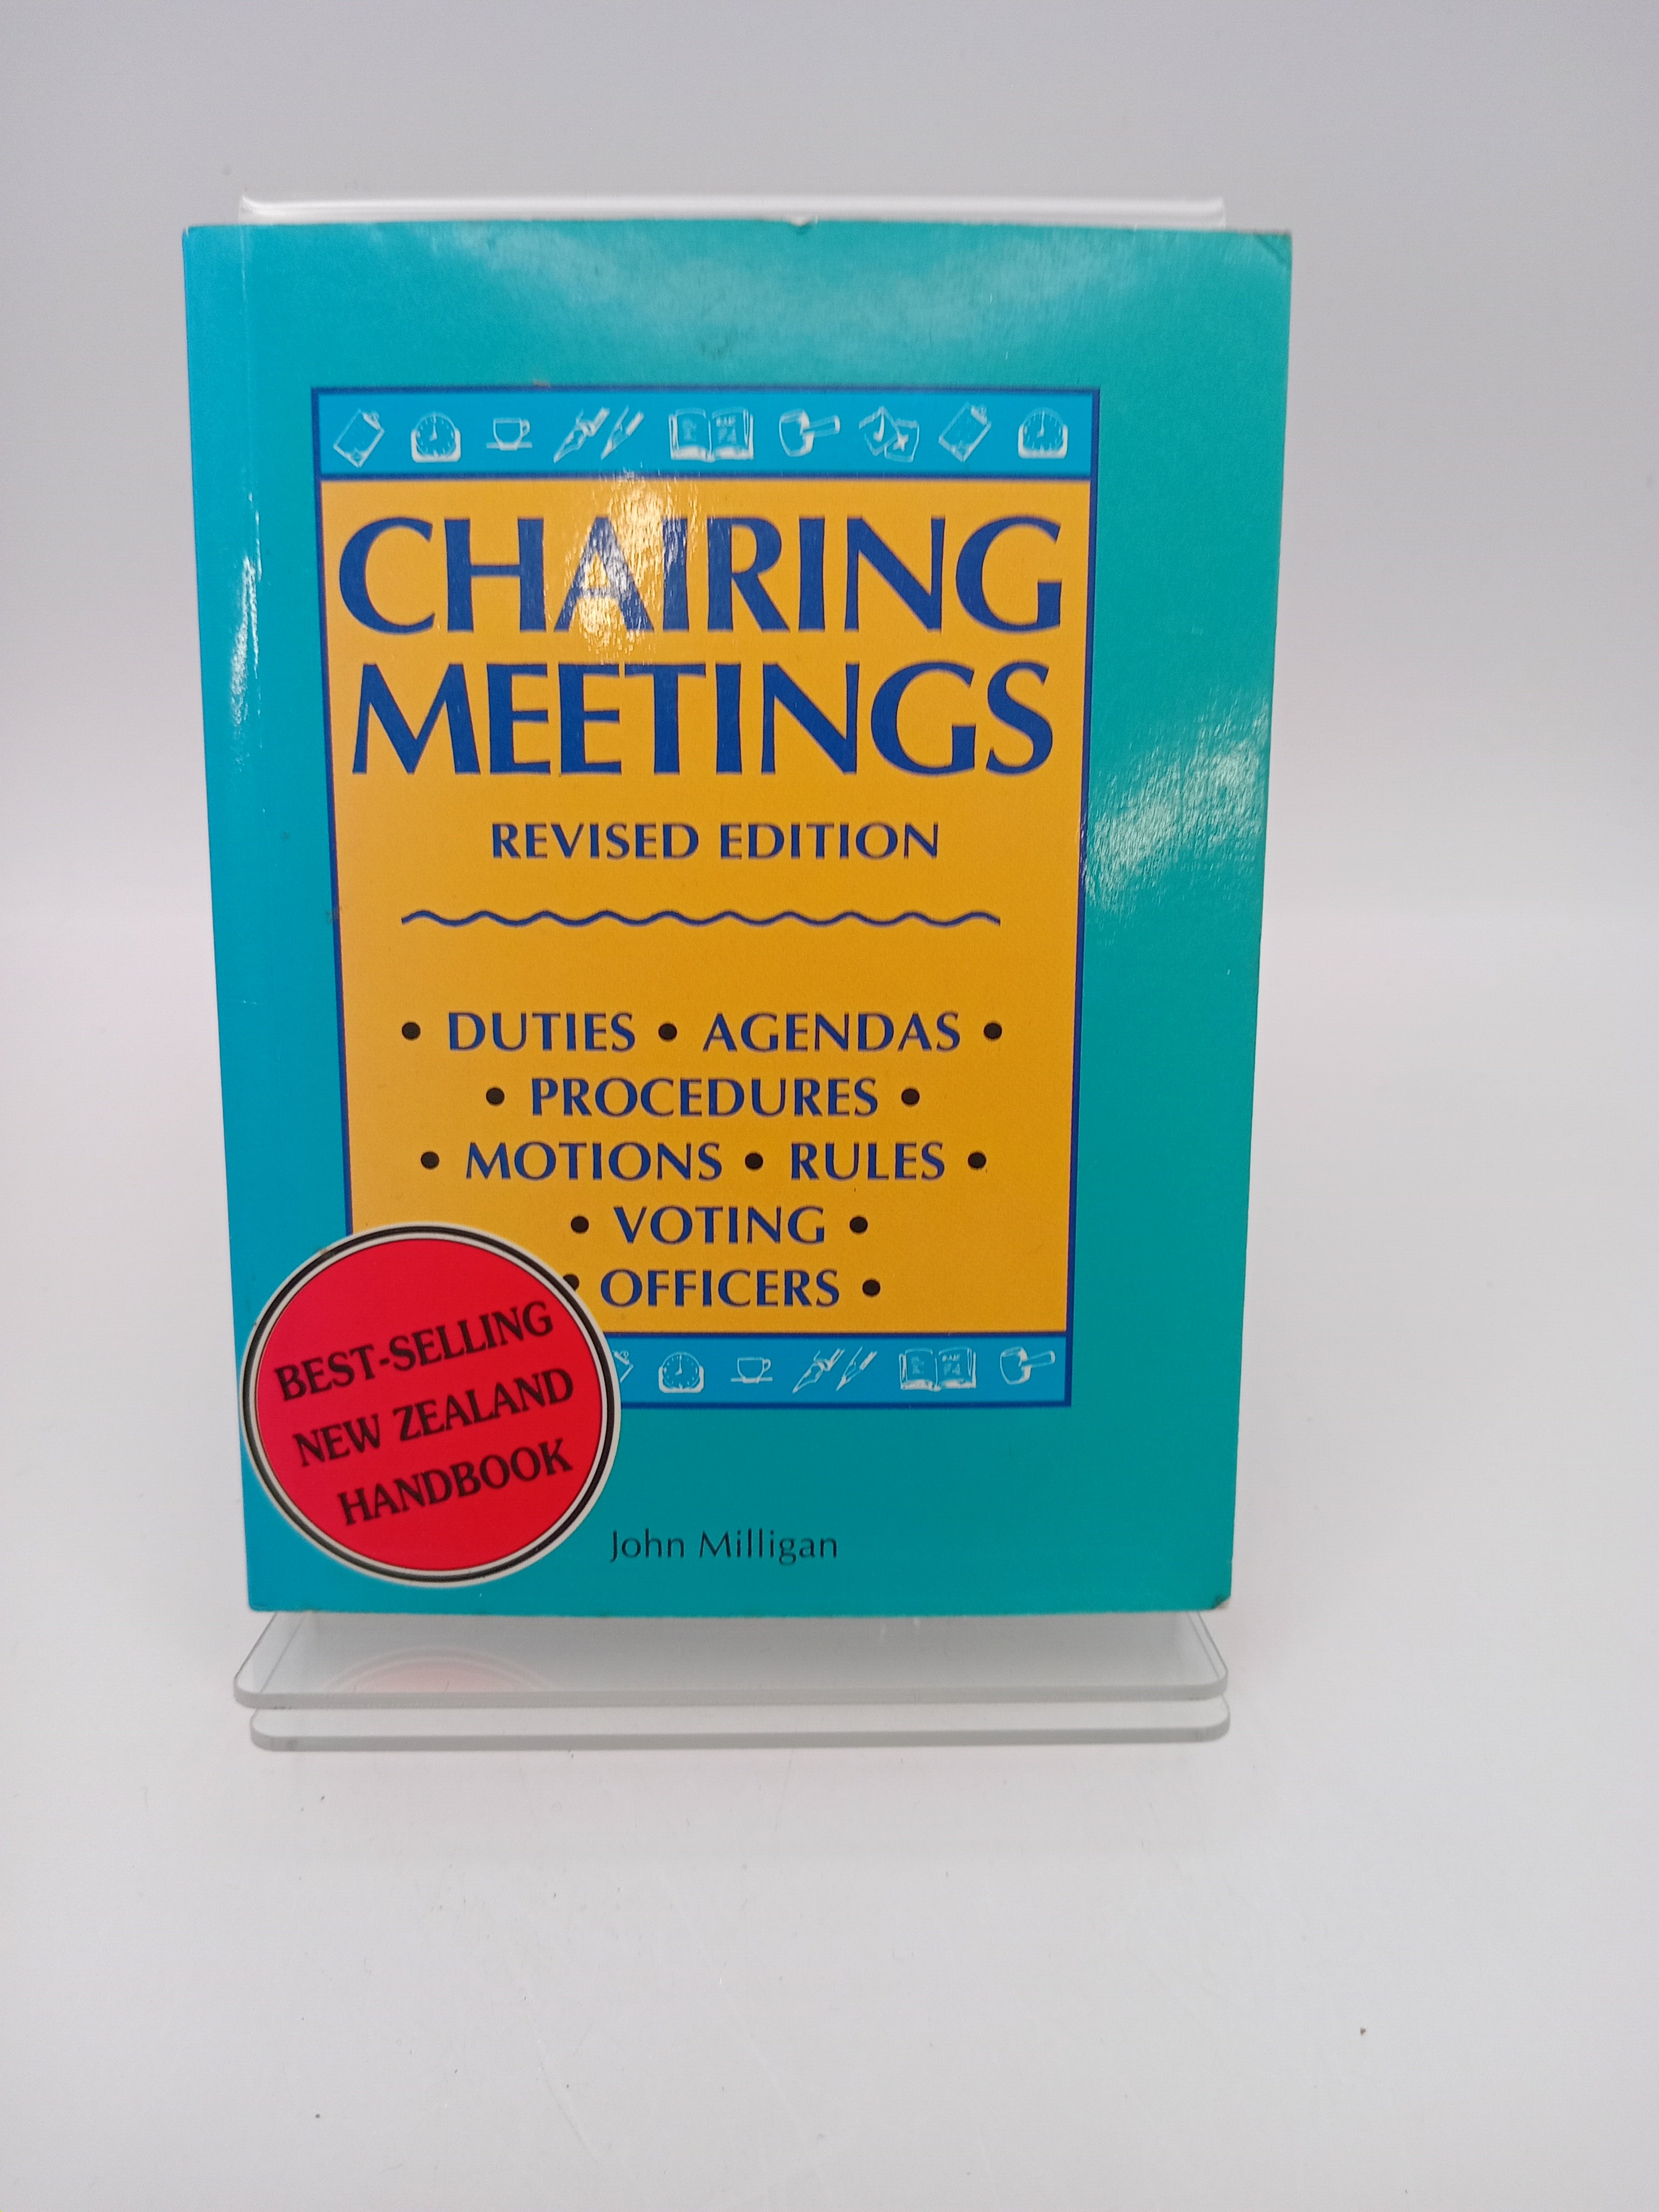 CHAIRING
MEETINGS
REVISED EDITION
• DUTIES • AGENDAS •
• PROCEDURES •
• MOTIONS • RULES •
• VOTING •
• OFFICERS •
BEST-SELLING
NEW ZEALAND
HANDBOOK
John Milligan